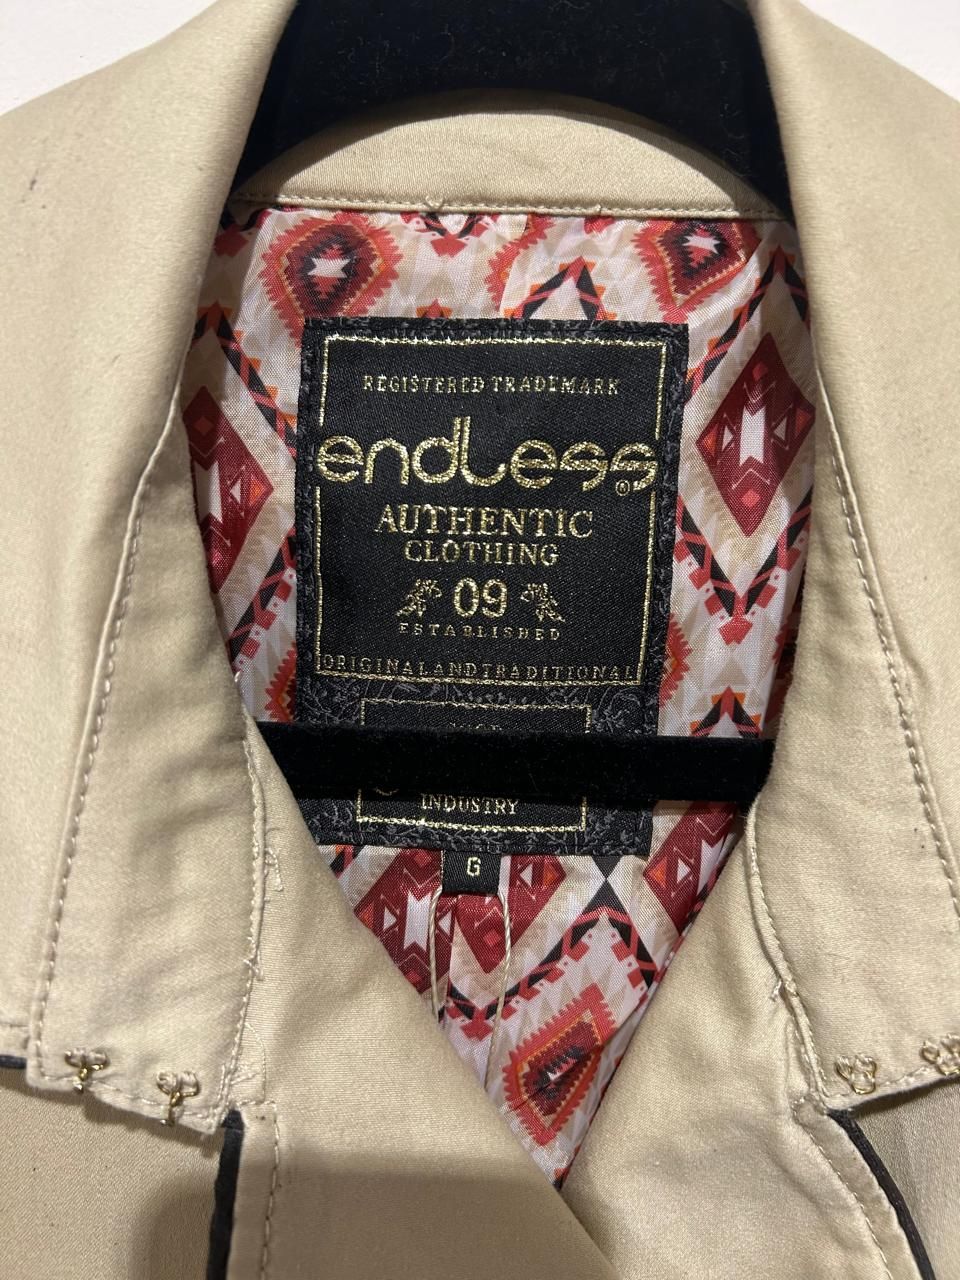 REGISTERED TRADEMARK
endless
®
AUTHENTIC
CLOTHING
09
ESTABLISHED
ORIGINALANDTRADITIONAL
INDUSTRY
G